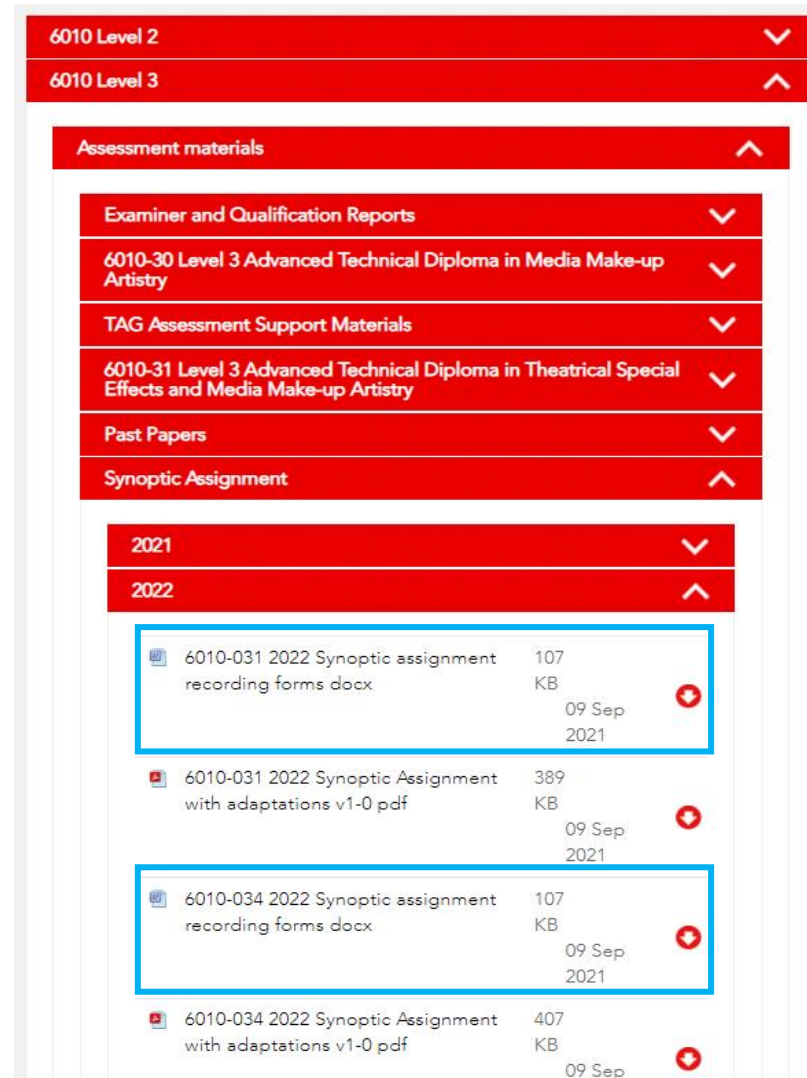 6010 Level 2
6010 Level 3
Assessment materials
Examiner and Qualification Reports
6010-30 Level 3 Advanced Technical Diploma in Media Make-up
Artistry
TAG Assessment Support Materials
6010-31 Level 3 Advanced Technical Diploma in Theatrical Special
Effects and Media Make-up Artistry
Past Papers
Synoptic Assignment
2021
2022
6010-031 2022 Synoptic assignment
recording forms docx
107
KB
09 Sep
2021
6010-031 2022 Synoptic Assignment
with adaptations v1-0 pdf
389
KB
09 Sep
2021
6010-034 2022 Synoptic assignment
recording forms docx
107
KB
09 Sep
2021
6010-034 2022 Synoptic Assignment
with adaptations v1-0 pdf
407
KB
09 Sep